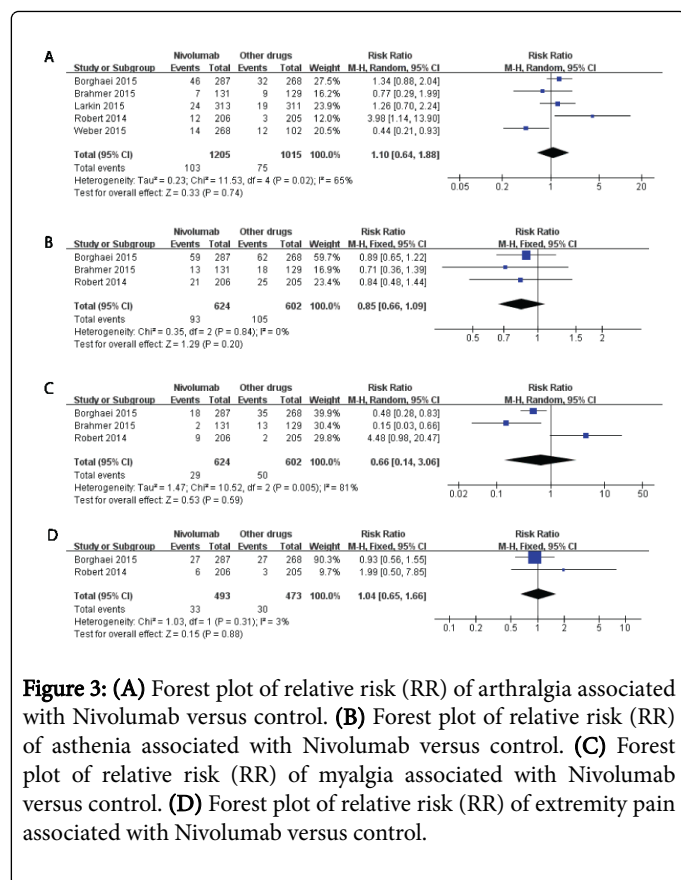 A
Nivolumab Other drugs Risk Ratio Risk Ratio
Study or Subgroup Events Total Events Total Weight M-H, Random, 95% CI M-H, Random, 95% CI
Borghaei 2015 46 287 32 268 27.5% 1.34 [0.88, 2.04]
Brahmer 2015 7 131 9 129 16.2% 0.77 [0.29, 1.99]
Larkin 2015 24 313 19 311 23.9% 1.26 [0.70, 2.24]
Robert 2014 12 206 3 205 10.0% 3.98 [1.14, 13.90]
Weber 2015 14 268 12 102 20.5% 0.44 [0.21, 0.93]
Total (95% CI) 1205 1015 100.0% 1.10 [0.64, 1.88]
Total events 103 75
Heterogeneity: Tau² = 0.23; Chi² = 11.53, df = 4 (P = 0.02); I² = 65%
Test for overall effect: Z = 0.33 (P = 0.74)
0.05 0.2 1 5 20
B
Nivolumab Other drugs Risk Ratio Risk Ratio
Study or Subgroup Events Total Events Total Weight M-H, Fixed, 95% CI M-H, Fixed, 95% CI
Borghaei 2015 59 287 62 268 59.7% 0.89 [0.65, 1.22]
Brahmer 2015 13 131 18 129 16.9% 0.71 [0.36, 1.39]
Robert 2014 21 206 25 205 23.4% 0.84 [0.48, 1.44]
Total (95% CI) 624 602 100.0% 0.85 [0.66, 1.09]
Total events 93 105
Heterogeneity: Chi² = 0.35, df = 2 (P = 0.84); I² = 0%
Test for overall effect: Z = 1.29 (P = 0.20)
0.5 0.7 1 1.5 2
C
Nivolumab Other drugs Risk Ratio Risk Ratio
Study or Subgroup Events Total Events Total Weight M-H, Random, 95% CI M-H, Random, 95% CI
Borghaei 2015 18 287 35 268 39.9% 0.48 [0.28, 0.83]
Brahmer 2015 2 131 13 129 30.4% 0.15 [0.03, 0.66]
Robert 2014 9 206 2 205 29.8% 4.48 [0.98, 20.47]
Total (95% CI) 624 602 100.0% 0.66 [0.14, 3.06]
Total events 29 50
Heterogeneity: Tau² = 1.47; Chi² = 10.52, df = 2 (P = 0.005); I² = 81%
Test for overall effect: Z = 0.53 (P = 0.59)
0.02 0.1 1 10 50
D
Nivolumab Other drugs Risk Ratio Risk Ratio
Study or Subgroup Events Total Events Total Weight M-H, Fixed, 95% CI M-H, Fixed, 95% CI
Borghaei 2015 27 287 27 268 90.3% 0.93 [0.56, 1.55]
Robert 2014 6 206 3 205 9.7% 1.99 [0.50, 7.85]
Total (95% CI) 493 473 100.0% 1.04 [0.65, 1.66]
Total events 33 30
Heterogeneity: Chi² = 1.03, df = 1 (P = 0.31); I² = 3%
Test for overall effect: Z = 0.15 (P = 0.88)
0.1 0.2 0.5 1 2 5 10
Figure 3: (A) Forest plot of relative risk (RR) of arthralgia associated
with Nivolumab versus control. (B) Forest plot of relative risk (RR)
of asthenia associated with Nivolumab versus control. (C) Forest
plot of relative risk (RR) of myalgia associated with Nivolumab
versus control. (D) Forest plot of relative risk (RR) of extremity pain
associated with Nivolumab versus control.